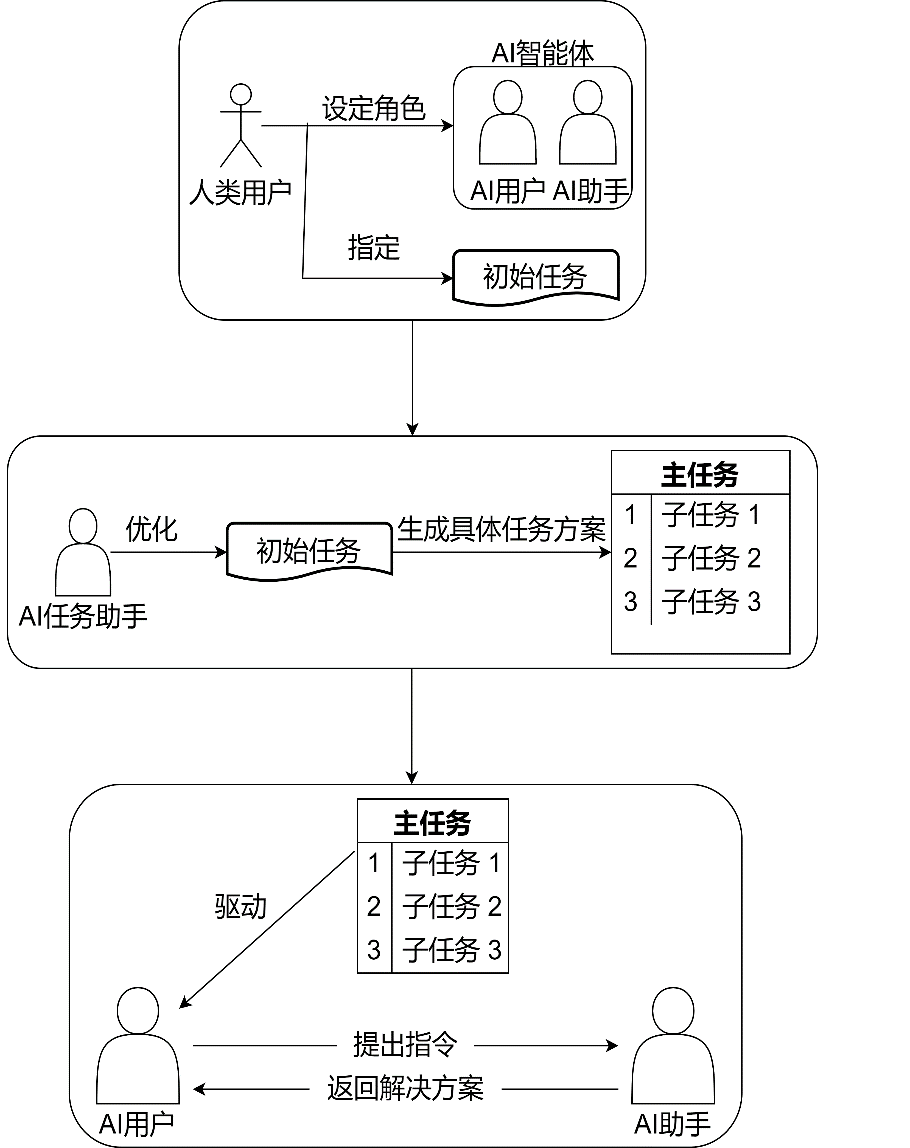 AI智能体
设定角色
AI用户 AI助手
人类用户
指定
初始任务
主任务
优化
初始任务
生成具体任务方案
1 子任务 1
2 子任务 2
3 子任务 3
AI任务助手
主任务
1 子任务 1
2 子任务 2
3 子任务 3
驱动
提出指令
返回解决方案
AI用户
AI助手